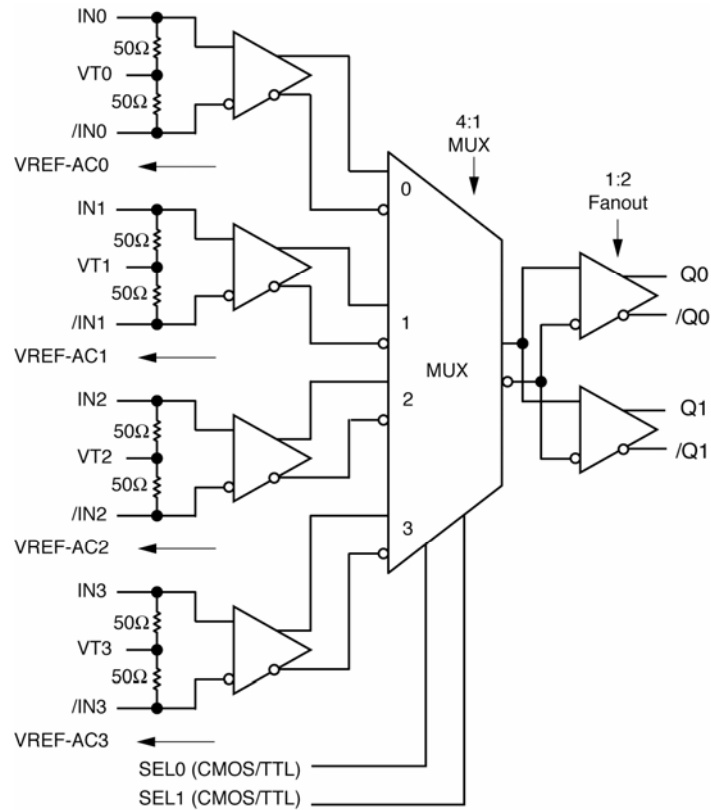 IN0
50Ω
VT0
50Ω
/IN0
VREF-AC0
IN1
50Ω
VT1
50Ω
/IN1
VREF-AC1
IN2
50Ω
VT2
50Ω
/IN2
VREF-AC2
IN3
50Ω
VT3
50Ω
/IN3
VREF-AC3
SEL0 (CMOS/TTL)
SEL1 (CMOS/TTL)
4:1
MUX
0
1
MUX
2
3
1:2
Fanout
Q0
/Q0
Q1
/Q1